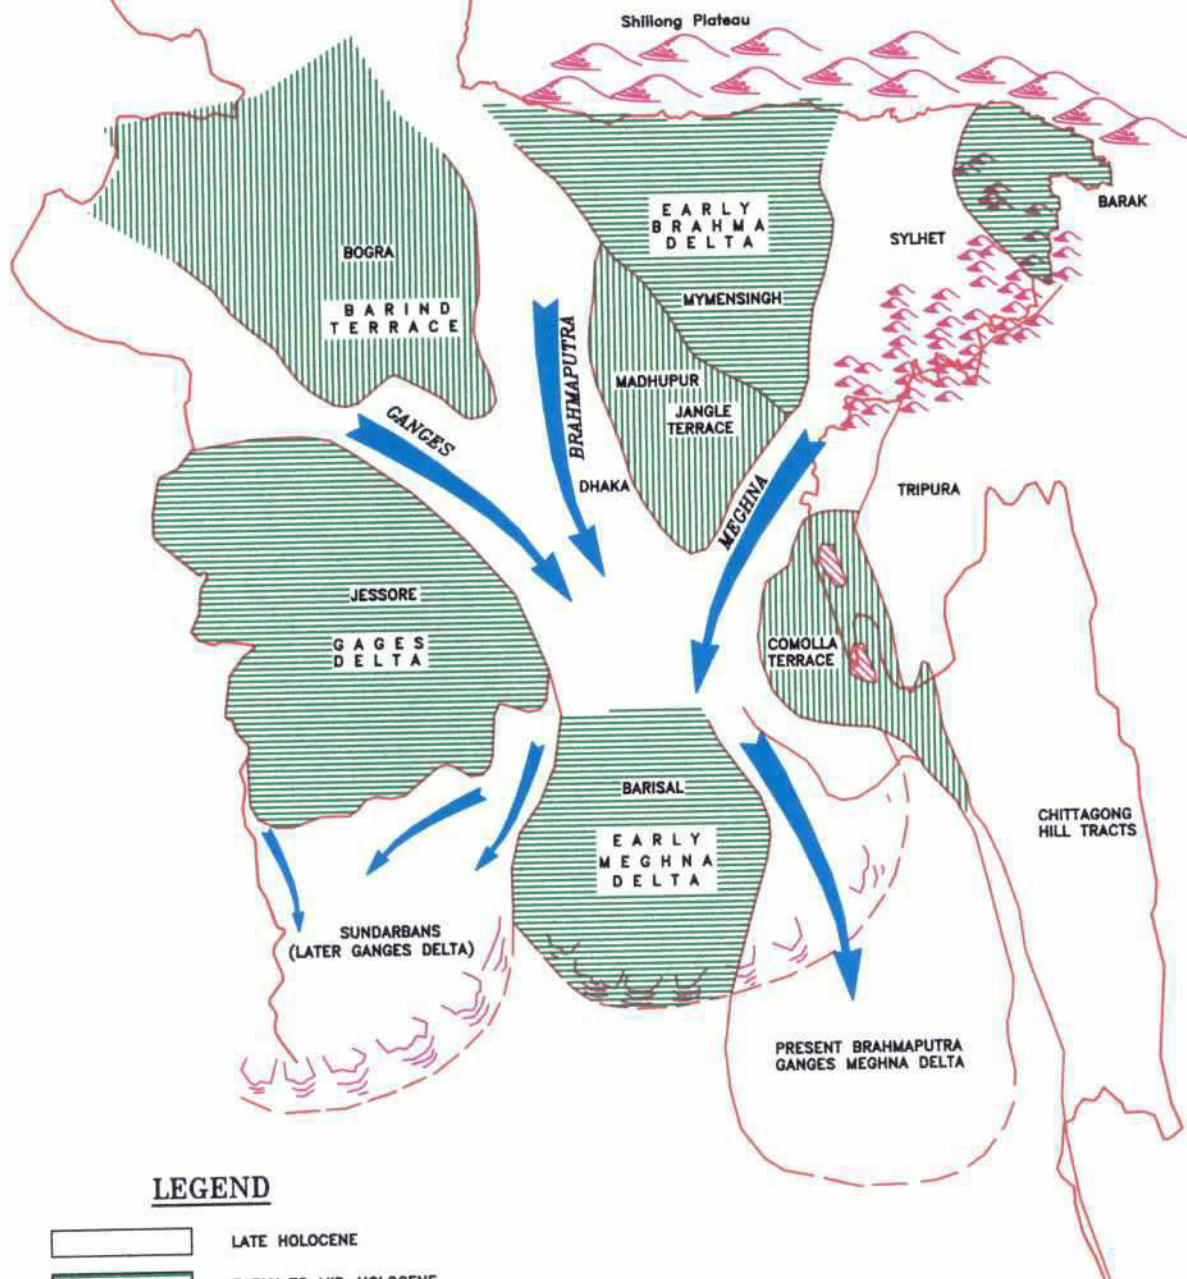 Shillong Plateau
BARAK
EARLY
BRAHMA
DELTA
SYLHET
BOGRA
MYMENSINGH
BARIND
TERRACE
BRAHMAPUTRA
MADHUPUR
JANGLE
TERRACE
GANGES
DHAKA
MEGHNA
TRIPURA
JESSORE
GAGES
DELTA
COMOLLA
TERRACE
BARISAL
CHITTAGONG
HILL TRACTS
EARLY
MEGHNA
DELTA
SUNDARBANS
(LATER GANGES DELTA)
PRESENT BRAHMAPUTRA
GANGES MEGHNA DELTA
LEGEND
LATE HOLOCENE